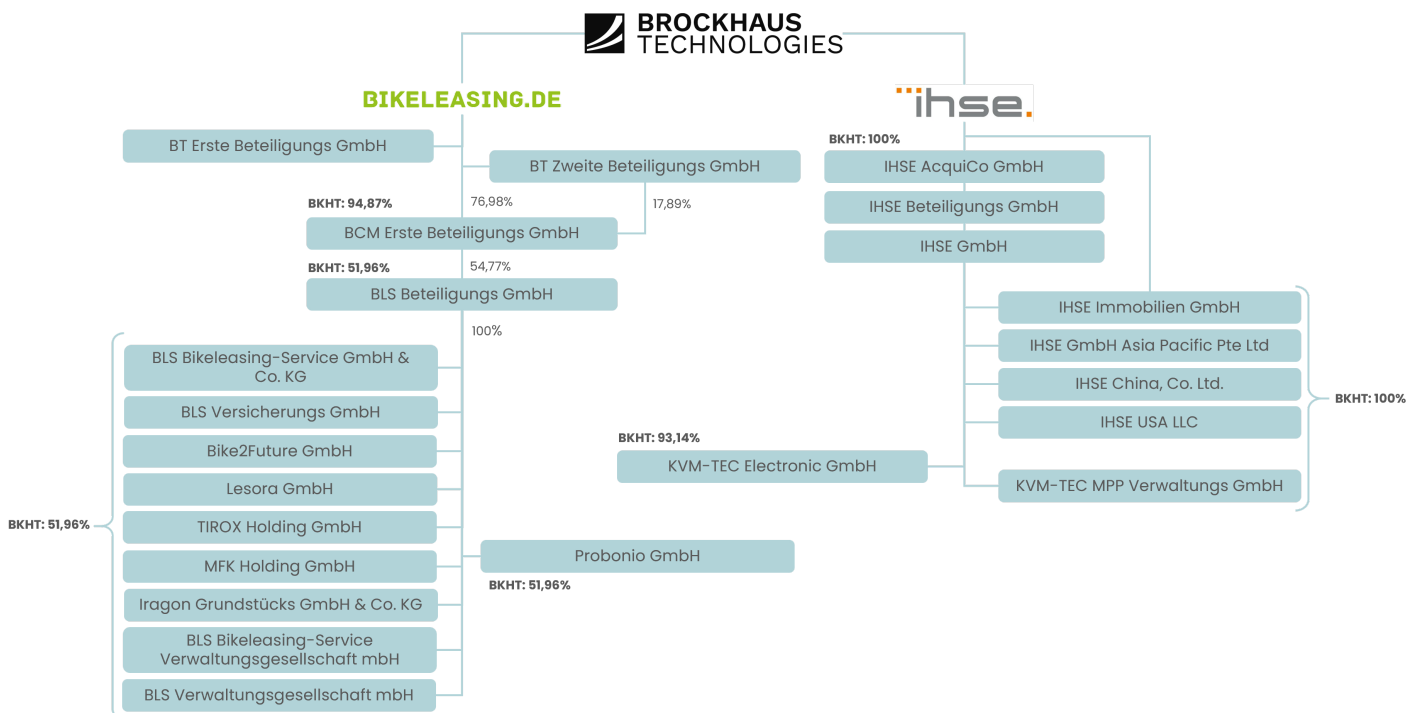 BROCKHAUS
TECHNOLOGIES
BIKELEASING.DE
BT Erste Beteiligungs GmbH
BT Zweite Beteiligungs GmbH
BKHT: 94,87%
76,98%
17,89%
BCM Erste Beteiligungs GmbH
BKHT: 51,96%
54,77%
BLS Beteiligungs GmbH
100%
BKHT: 51,96%
BLS Bikeleasing-Service GmbH &
Co. KG
BLS Versicherungs GmbH
Bike2Future GmbH
Lesora GmbH
TIROX Holding GmbH
MFK Holding GmbH
Iragon Grundstücks GmbH & Co. KG
BLS Bikeleasing-Service
Verwaltungsgesellschaft mbH
BLS Verwaltungsgesellschaft mbH
Probonio GmbH
BKHT: 51,96%
ihse.
BKHT: 100%
IHSE AcquiCo GmbH
IHSE Beteiligungs GmbH
IHSE GmbH
IHSE Immobilien GmbH
IHSE GmbH Asia Pacific Pte Ltd
IHSE China, Co. Ltd.
IHSE USA LLC
BKHT: 93,14%
KVM-TEC Electronic GmbH
KVM-TEC MPP Verwaltungs GmbH
BKHT: 100%